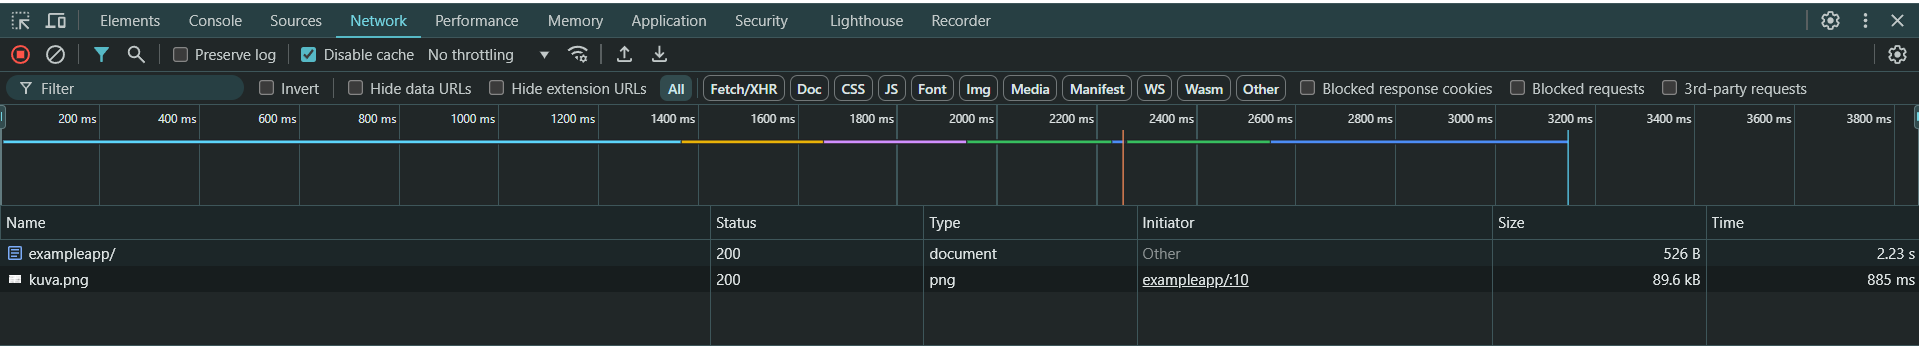 Elements Console Sources Network Performance Memory Application Security Lighthouse Recorder
Preserve log Disable cache No throttling
Filter Invert Hide data URLs Hide extension URLs All Fetch/XHR Doc CSS JS Font Img Media Manifest WS Wasm Other Blocked response cookies Blocked requests 3rd-party requests
200 ms 400 ms 600 ms 800 ms 1000 ms 1200 ms 1400 ms 1600 ms 1800 ms 2000 ms 2200 ms 2400 ms 2600 ms 2800 ms 3000 ms 3200 ms 3400 ms 3600 ms 3800 ms
Name Status Type Initiator Size Time
exampleapp/ 200 document Other 526 B 2.23 s
kuva.png 200 png exampleapp/:10 89.6 kB 885 ms